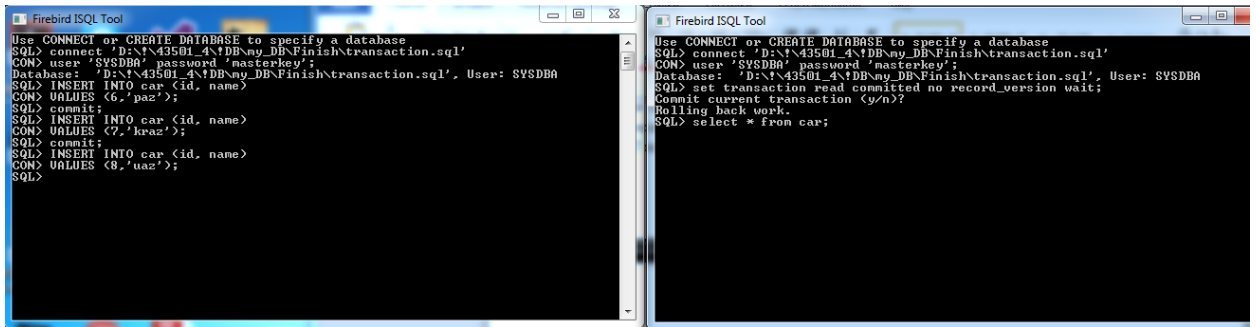 Firebird ISQL Tool
Use CONNECT or CREATE DATABASE to specify a database
SQL> connect 'D:\!\43501_4\!DB\my_DB\Finish\transaction.sql'
CON> user 'SYSDBA' password 'masterkey';
Database:  'D:\!\43501_4\!DB\my_DB\Finish\transaction.sql', User: SYSDBA
SQL> INSERT INTO car (id, name)
CON> VALUES (6,'paz');
SQL> commit;
SQL> INSERT INTO car (id, name)
CON> VALUES (7,'kraz');
SQL> commit;
SQL> INSERT INTO car (id, name)
CON> VALUES (8,'uaz');
SQL>
Firebird ISQL Tool
Use CONNECT or CREATE DATABASE to specify a database
SQL> connect 'D:\!\43501_4\!DB\my_DB\Finish\transaction.sql'
CON> user 'SYSDBA' password 'masterkey';
Database:  'D:\!\43501_4\!DB\my_DB\Finish\transaction.sql', User: SYSDBA
SQL> set transaction read committed no record_version wait;
Commit current transaction (y/n)?
Rolling back work.
SQL> select * from car;